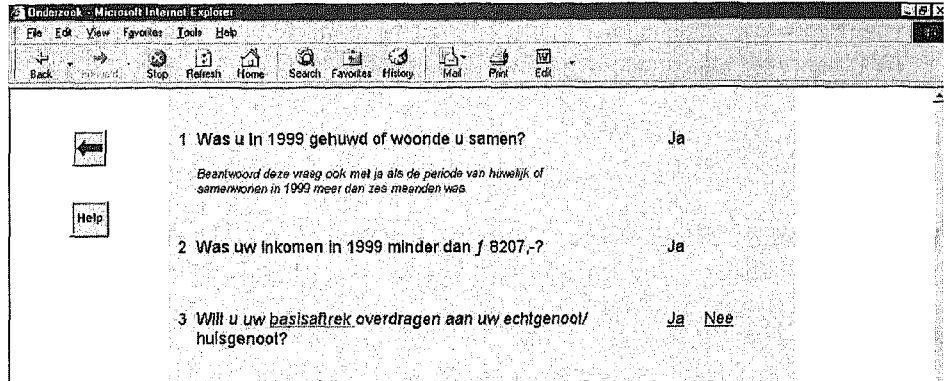 Onderzoek - Microsoft Internet Explorer
File Edit View Favorites Tools Help
Back Forward Stop Refresh Home Search Favorites History Mail Print Edit
1 Was u in 1999 gehuwd of woonde u samen? Ja
Beantwoord deze vraag ook met ja als de periode van huwelijk of
samenwonen in 1999 meer dan zes maanden was.
Help
2 Was uw inkomen in 1999 minder dan ƒ 8207,-? Ja
3 Wilt u uw basisaftrek overdragen aan uw echtgenoot/ Ja Nee
huisgenoot?